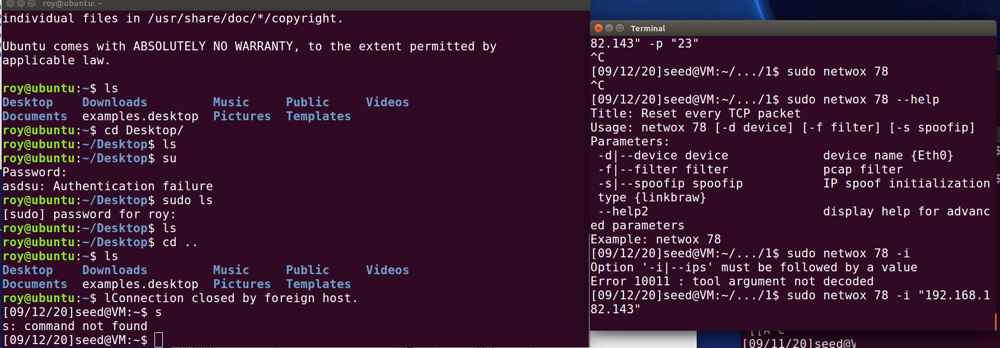 roy@ubuntu: ~
individual files in /usr/share/doc/*/copyright.
Ubuntu comes with ABSOLUTELY NO WARRANTY, to the extent permitted by
applicable law.
roy@ubuntu:~$ ls
Desktop Downloads Music Public Videos
Documents examples.desktop Pictures Templates
roy@ubuntu:~$ cd Desktop/
roy@ubuntu:~/Desktop$ ls
roy@ubuntu:~/Desktop$ su
Password:
asdsu: Authentication failure
roy@ubuntu:~/Desktop$ sudo ls
[sudo] password for roy:
roy@ubuntu:~/Desktop$ ls
roy@ubuntu:~/Desktop$ cd ..
roy@ubuntu:~$ ls
Desktop Downloads Music Public Videos
Documents examples.desktop Pictures Templates
roy@ubuntu:~$ lConnection closed by foreign host.
[09/12/20]seed@VM:~$ s
s: command not found
[09/12/20]seed@VM:~$
Terminal
82.143" -p "23"
^C
[09/12/20]seed@VM:~/.../1$ sudo netwox 78
^C
[09/12/20]seed@VM:~/.../1$ sudo netwox 78 --help
Title: Reset every TCP packet
Usage: netwox 78 [-d device] [-f filter] [-s spoofip]
Parameters:
-d|--device device device name {Eth0}
-f|--filter filter pcap filter
-s|--spoofip spoofip IP spoof initialization
type {linkbraw}
--help2 display help for advanc
ed parameters
Example: netwox 78
[09/12/20]seed@VM:~/.../1$ sudo netwox 78 -i
Option '-i|--ips' must be followed by a value
Error 10011 : tool argument not decoded
[09/12/20]seed@VM:~/.../1$ sudo netwox 78 -i "192.168.1
82.143"
[09/11/20]seed@V